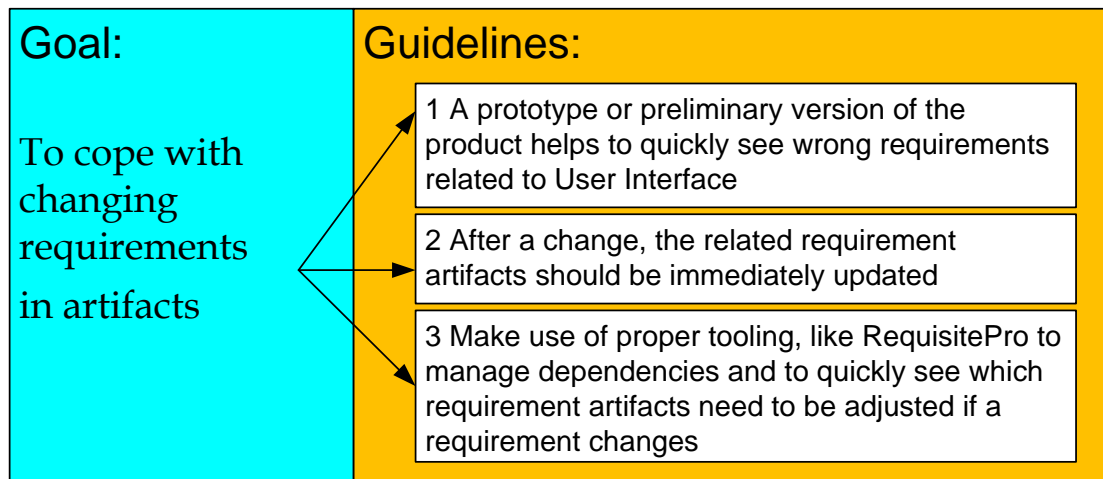 Goal:
To cope with
changing
requirements
in artifacts
Guidelines:
1 A prototype or preliminary version of the
product helps to quickly see wrong requirements
related to User Interface
2 After a change, the related requirement
artifacts should be immediately updated
3 Make use of proper tooling, like RequisitePro to
manage dependencies and to quickly see which
requirement artifacts need to be adjusted if a
requirement changes